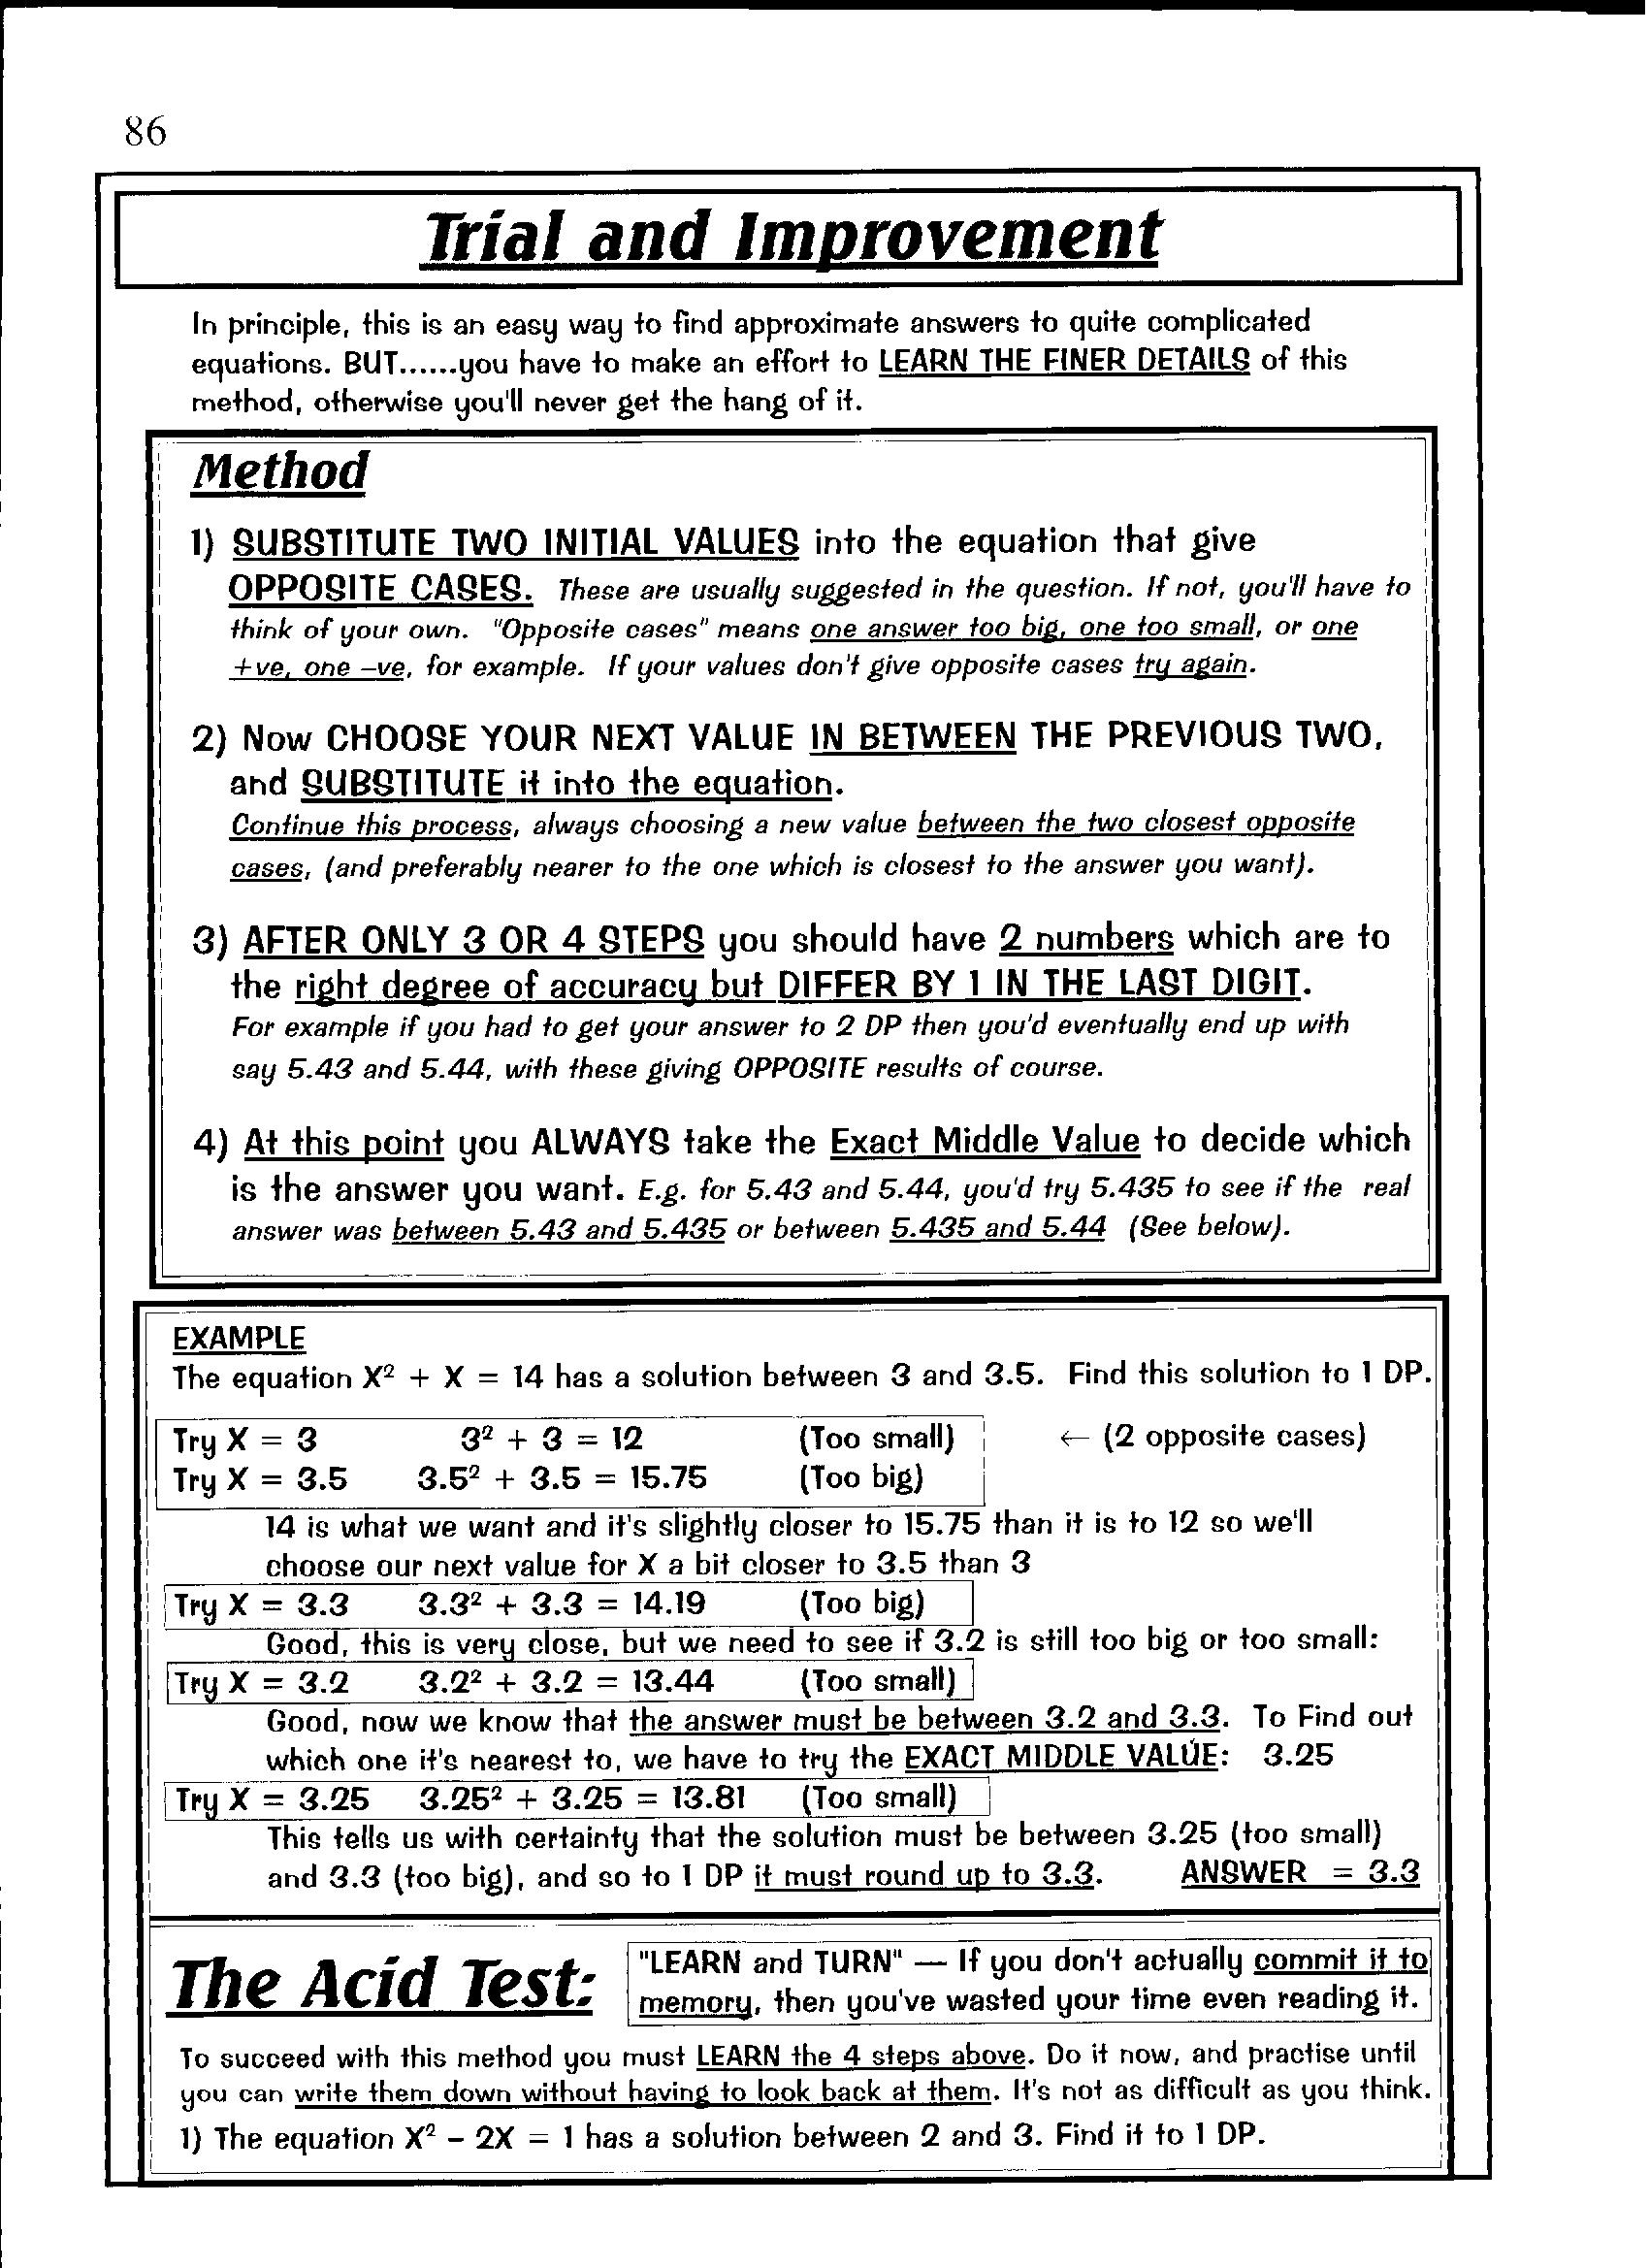 86
Trial and Improvement
In principle, this is an easy way to find approximate answers to quite complicated
equations. BUT......you have to make an effort to LEARN THE FINER DETAILS of this
method, otherwise you'll never get the hang of it.
Method
1) SUBSTITUTE TWO INITIAL VALUES into the equation that give
OPPOSITE CASES. These are usually suggested in the question. If not, you'll have to
think of your own. "Opposite cases" means one answer too big, one too small, or one
+ve, one –ve, for example. If your values don't give opposite cases try again.
2) Now CHOOSE YOUR NEXT VALUE IN BETWEEN THE PREVIOUS TWO,
and SUBSTITUTE it into the equation.
Continue this process, always choosing a new value between the two closest opposite
cases, (and preferably nearer to the one which is closest to the answer you want).
3) AFTER ONLY 3 OR 4 STEPS you should have 2 numbers which are to
the right degree of accuracy but DIFFER BY 1 IN THE LAST DIGIT.
For example if you had to get your answer to 2 DP then you'd eventually end up with
say 5.43 and 5.44, with these giving OPPOSITE results of course.
4) At this point you ALWAYS take the Exact Middle Value to decide which
is the answer you want. E.g. for 5.43 and 5.44, you'd try 5.435 to see if the real
answer was between 5.43 and 5.435 or between 5.435 and 5.44 (See below).
EXAMPLE
The equation X² + X = 14 has a solution between 3 and 3.5. Find this solution to 1 DP.
Try X = 3 3² + 3 = 12 (Too small) ← (2 opposite cases)
Try X = 3.5 3.5² + 3.5 = 15.75 (Too big)
14 is what we want and it's slightly closer to 15.75 than it is to 12 so we'll
choose our next value for X a bit closer to 3.5 than 3
Try X = 3.3 3.3² + 3.3 = 14.19 (Too big)
Good, this is very close, but we need to see if 3.2 is still too big or too small:
Try X = 3.2 3.2² + 3.2 = 13.44 (Too small)
Good, now we know that the answer must be between 3.2 and 3.3. To Find out
which one it's nearest to, we have to try the EXACT MIDDLE VALUE: 3.25
Try X = 3.25 3.25² + 3.25 = 13.81 (Too small)
This tells us with certainty that the solution must be between 3.25 (too small)
and 3.3 (too big), and so to 1 DP it must round up to 3.3. ANSWER = 3.3
The Acid Test:
"LEARN and TURN" — If you don't actually commit it to
memory, then you've wasted your time even reading it.
To succeed with this method you must LEARN the 4 steps above. Do it now, and practise until
you can write them down without having to look back at them. It's not as difficult as you think.
1) The equation X² – 2X = 1 has a solution between 2 and 3. Find it to 1 DP.